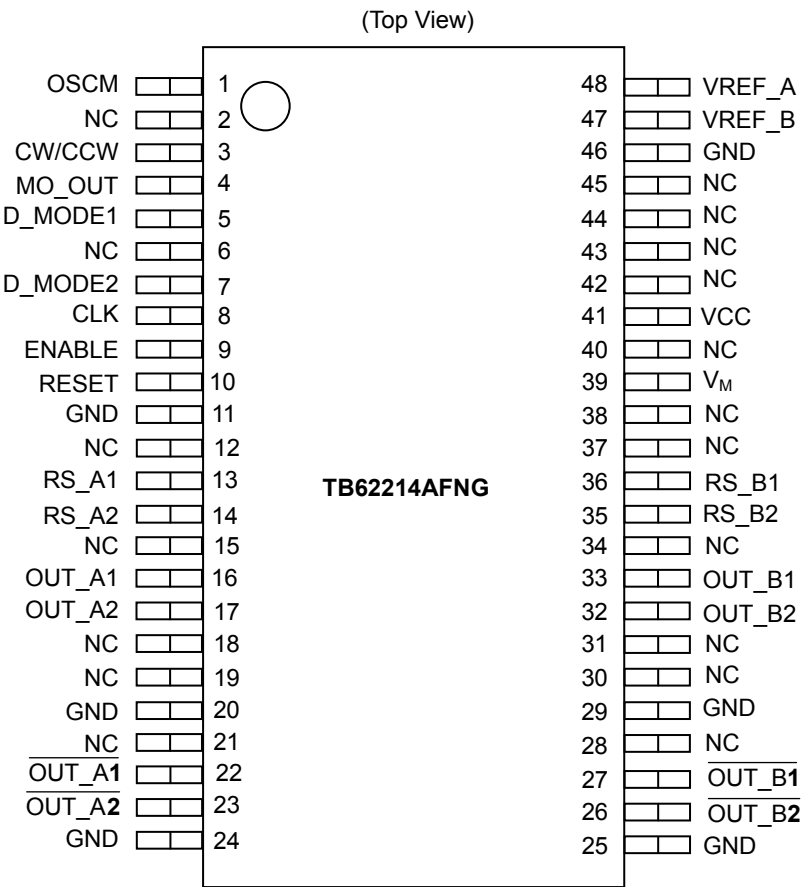 (Top View)
OSCM 1 48 VREF_A
NC 2 47 VREF_B
CW/CCW 3 46 GND
MO_OUT 4 45 NC
D_MODE1 5 44 NC
NC 6 43 NC
D_MODE2 7 42 NC
CLK 8 41 VCC
ENABLE 9 40 NC
RESET 10 39 VM
GND 11 38 NC
NC 12 37 NC
RS_A1 13 36 RS_B1
TB62214AFNG
RS_A2 14 35 RS_B2
NC 15 34 NC
OUT_A1 16 33 OUT_B1
OUT_A2 17 32 OUT_B2
NC 18 31 NC
NC 19 30 NC
GND 20 29 GND
NC 21 28 NC
OUT_A1 22 27 OUT_B1
OUT_A2 23 26 OUT_B2
GND 24 25 GND